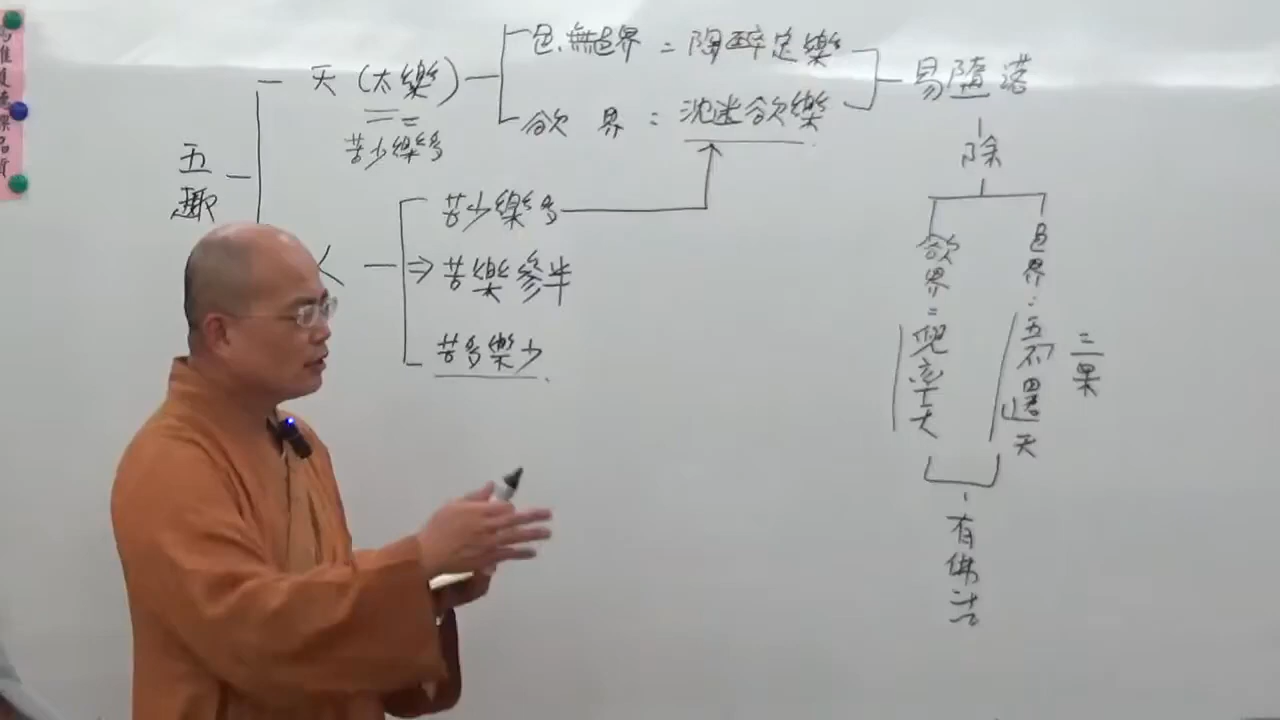 五趣
天(太樂)
苦少樂多
色.無色界=陶醉定樂
欲界:沈迷欲樂
易墮落
除
欲界=兜率天
色界:五不還天
三果
有佛法
人
苦少樂多
⇒苦樂參半
苦多樂少.